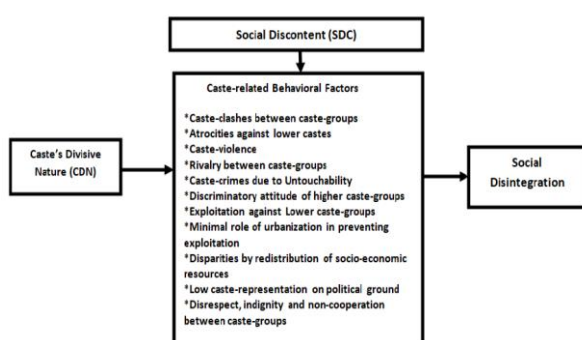 Social Discontent (SDC)
Caste-related Behavioral Factors
*Caste-clashes between caste-groups
*Atrocities against lower castes
*Caste-violence
*Rivalry between caste-groups
*Caste-crimes due to Untouchability
*Discriminatory attitude of higher caste-groups
*Exploitation against Lower caste-groups
*Minimal role of urbanization in preventing
exploitation
*Disparities by redistribution of socio-economic
resources
*Low caste-representation on political ground
*Disrespect, indignity and non-cooperation
between caste-groups
Caste's Divisive
Nature (CDN)
Social
Disintegration